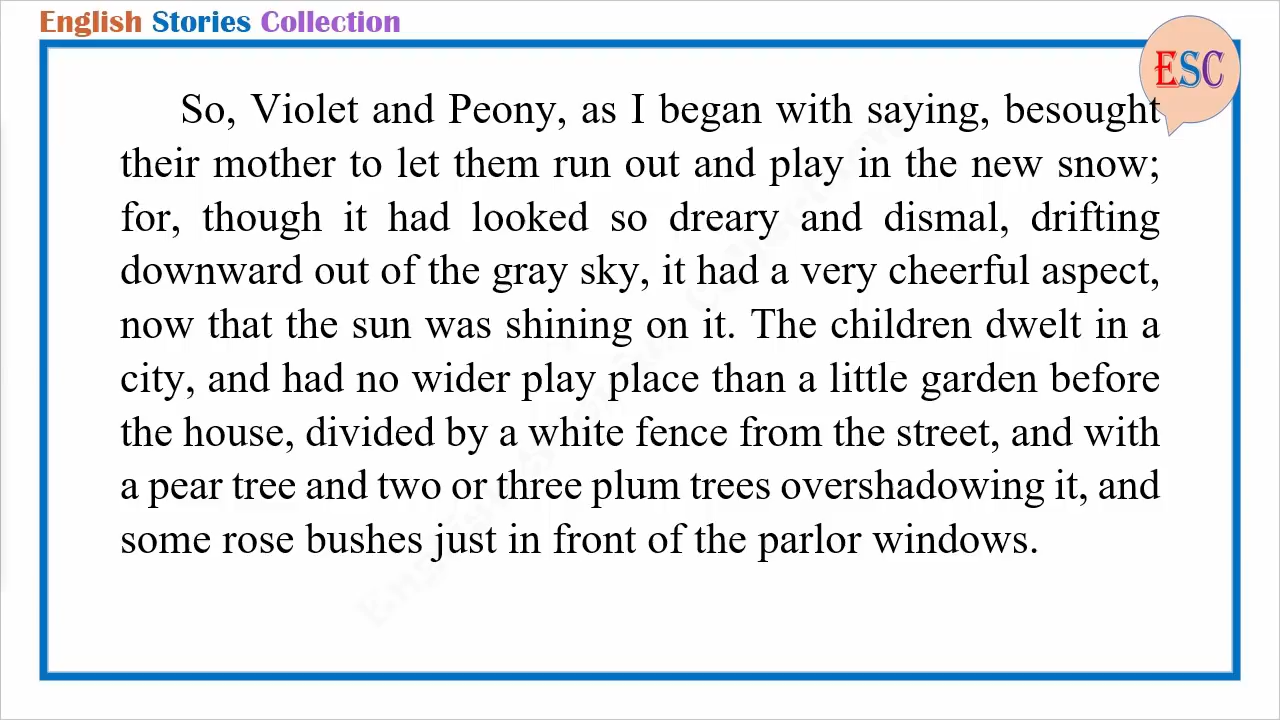 English Stories Collection
ESC
So, Violet and Peony, as I began with saying, besought
their mother to let them run out and play in the new snow;
for, though it had looked so dreary and dismal, drifting
downward out of the gray sky, it had a very cheerful aspect,
now that the sun was shining on it. The children dwelt in a
city, and had no wider play place than a little garden before
the house, divided by a white fence from the street, and with
a pear tree and two or three plum trees overshadowing it, and
some rose bushes just in front of the parlor windows.